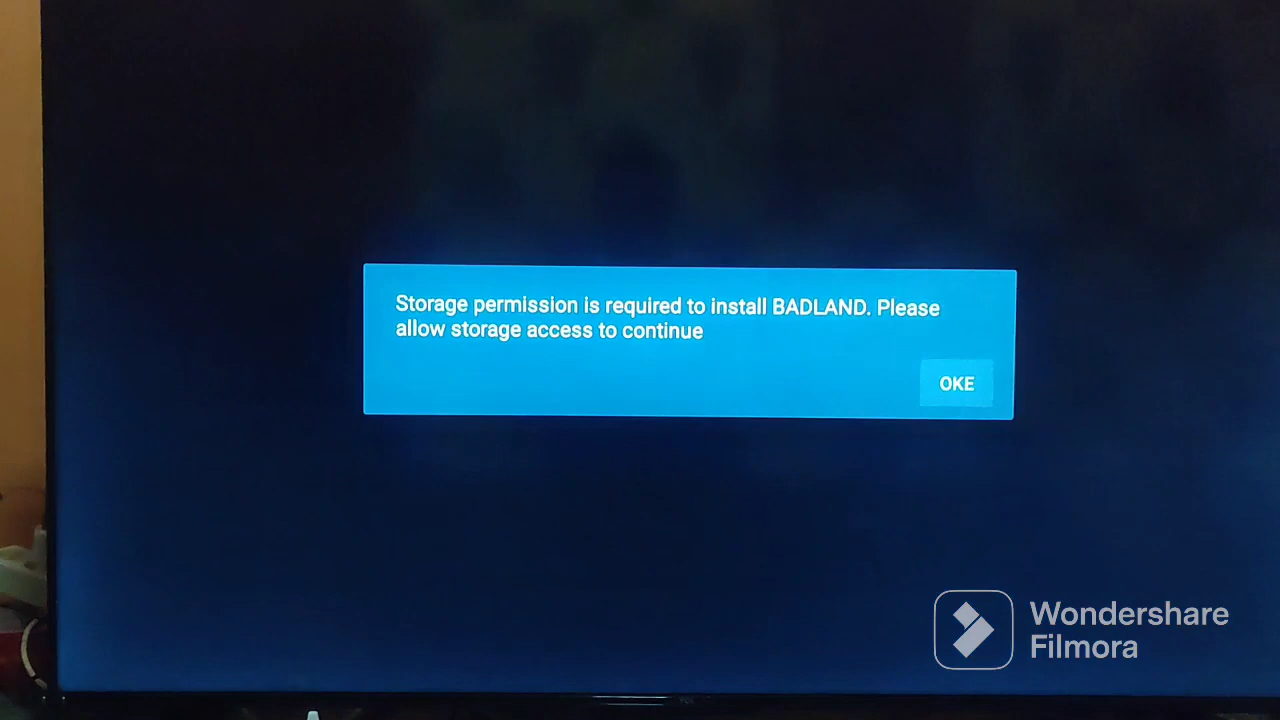 Storage permission is required to install BADLAND. Please
allow storage access to continue
OKE
Wondershare
Filmora